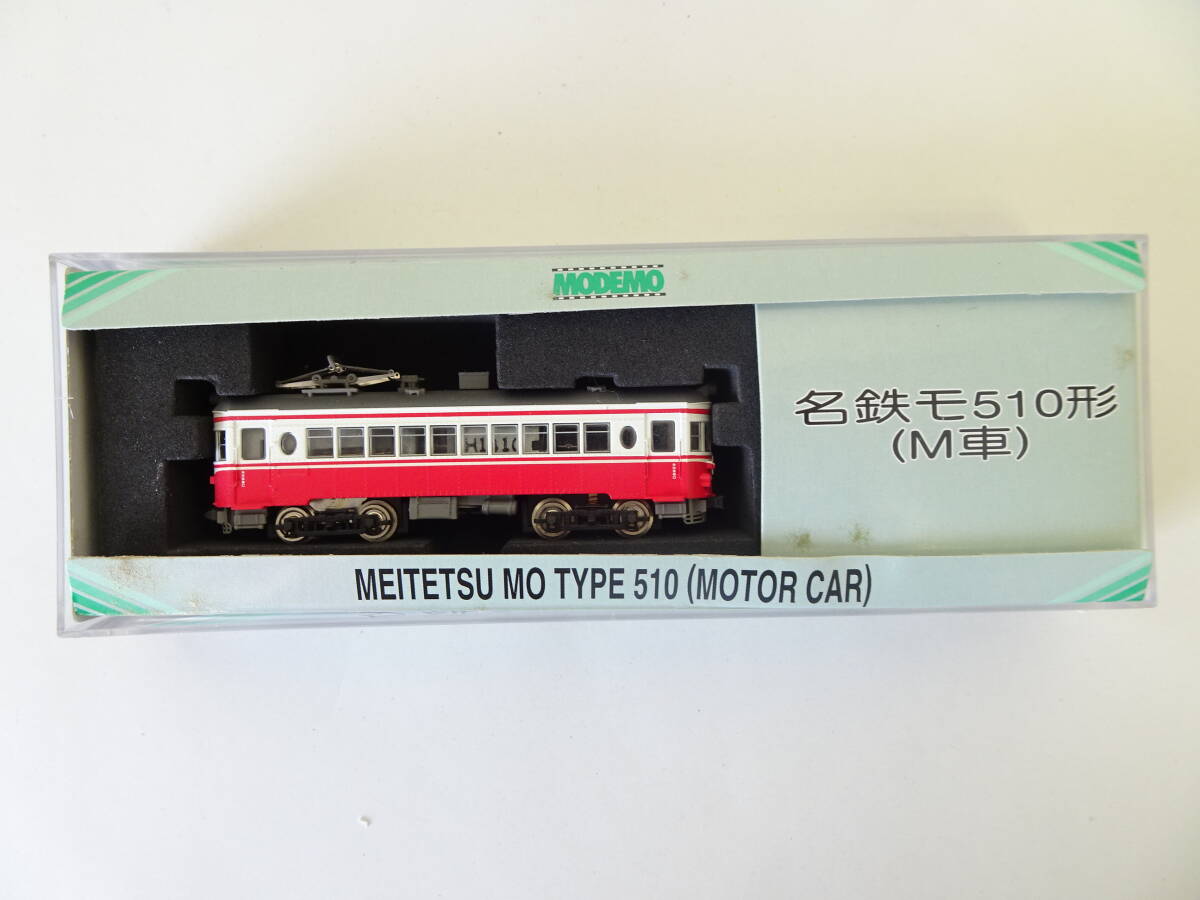 MODEMO
名鉄モ510形
(M車)
MEITETSU MO TYPE 510 (MOTOR CAR)